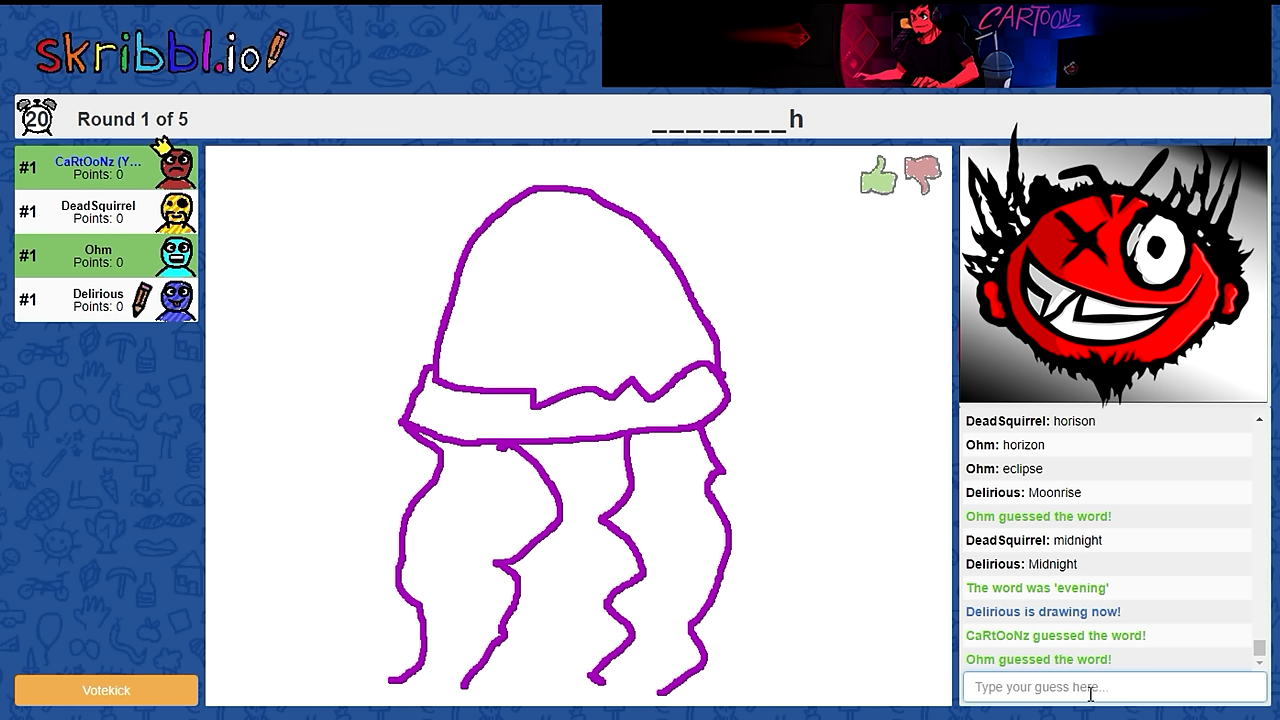 CARTOONZ
skribbl.io
20
Round 1 of 5
________h
#1
CaRtOoNz (Y...
Points: 0
#1
DeadSquirrel
Points: 0
#1
Ohm
Points: 0
#1
Delirious
Points: 0
DeadSquirrel: horison
Ohm: horizon
Ohm: eclipse
Delirious: Moonrise
Ohm guessed the word!
DeadSquirrel: midnight
Delirious: Midnight
The word was 'evening'
Delirious is drawing now!
CaRtOoNz guessed the word!
Ohm guessed the word!
Type your guess here...
Votekick